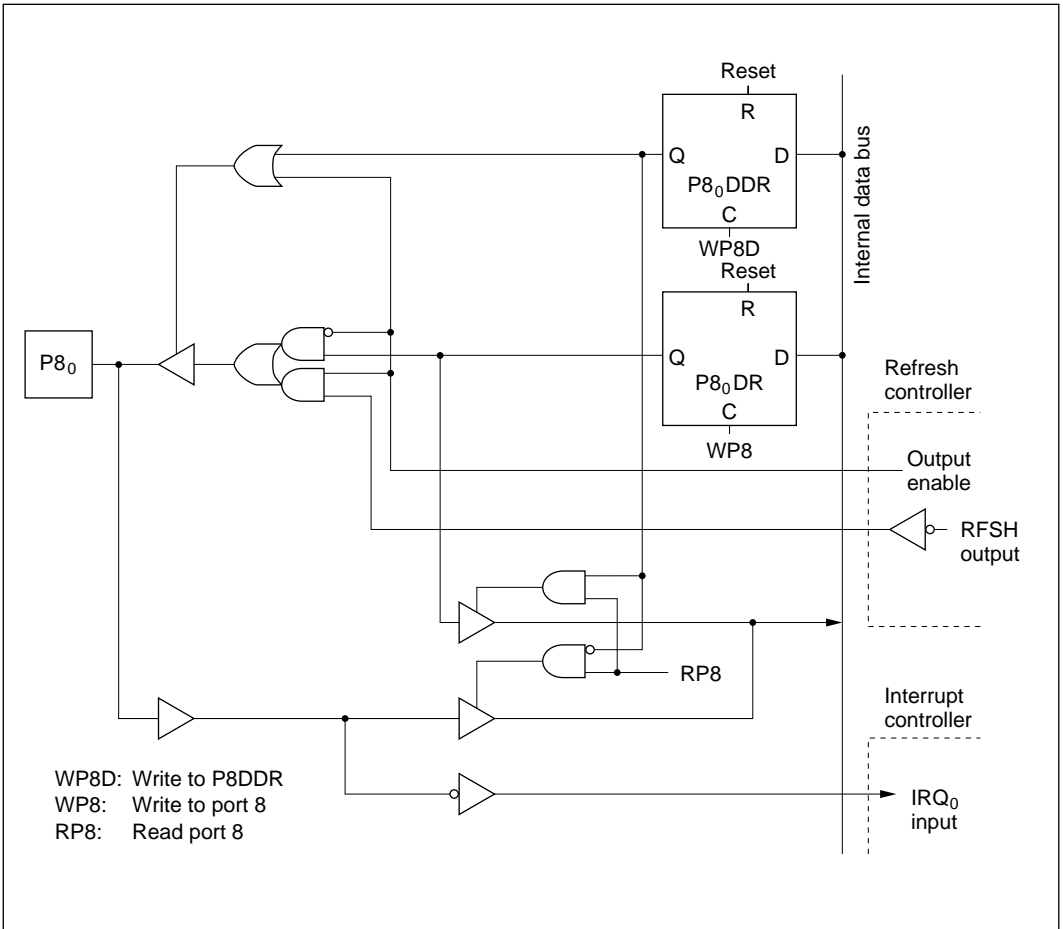 Reset
R
Q D
P8₀DDR
C
WP8D
Internal data bus
Reset
R
P8₀
Q D
P8₀DR
C
WP8
Refresh
controller
Output
enable
RFSH
output
RP8
Interrupt
controller
IRQ₀
input
WP8D: Write to P8DDR
WP8: Write to port 8
RP8: Read port 8